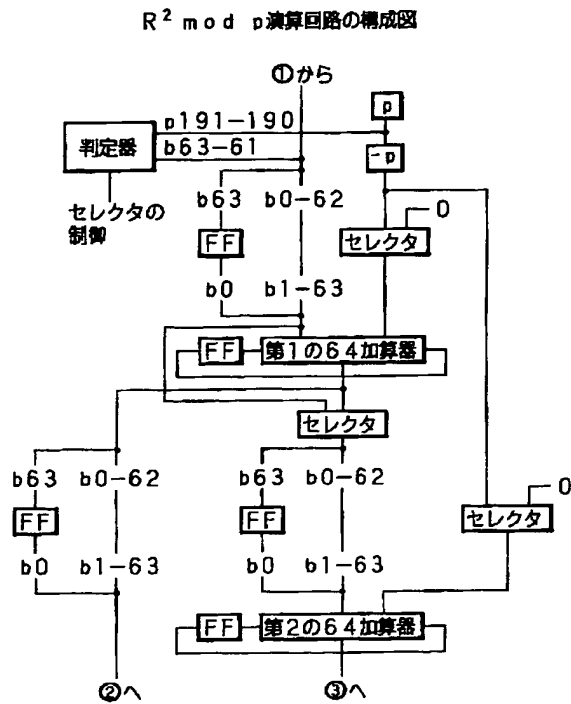 R² mod p演算回路の構成図
①から
p
p191-190
判定器
b63-61
-p
セレクタの
制御
b63 b0-62
0
FF
セレクタ
b0 b1-63
FF
第1の64加算器
セレクタ
b63 b0-62
b63 b0-62
0
FF
FF
セレクタ
b0 b1-63
b0 b1-63
FF
第2の64加算器
②へ
③へ